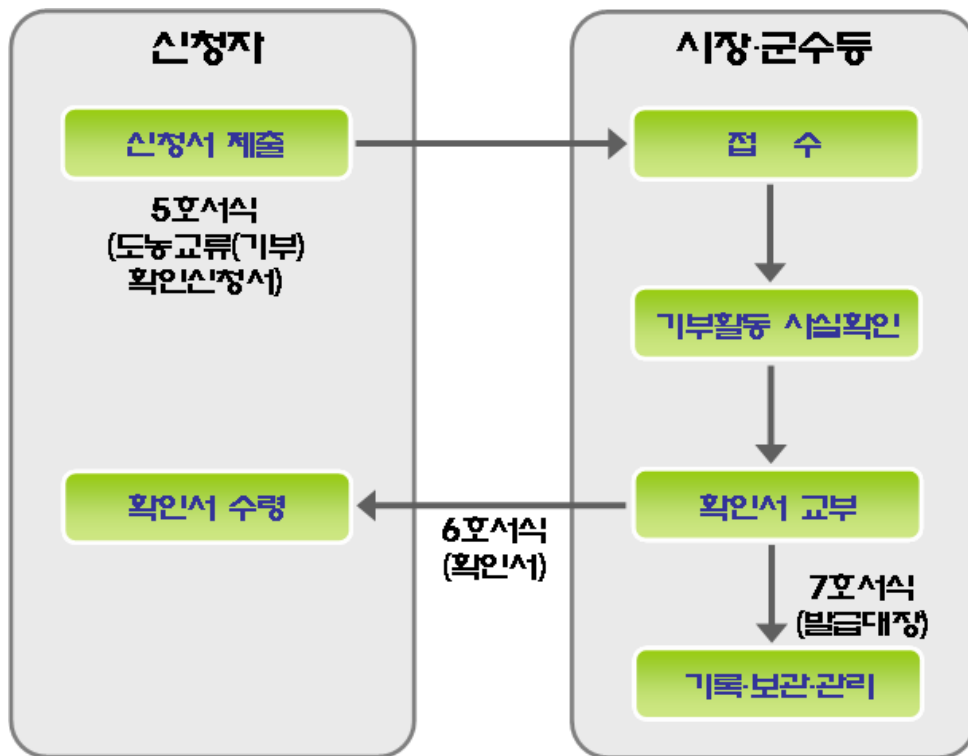 신청자
시장·군수등
신청서 제출
접 수
5호서식
(도농교류(기부)
확인신청서)
기부활동 사실확인
확인서 수령
확인서 교부
6호서식
(확인서)
7호서식
(발급대장)
기록·보관·관리